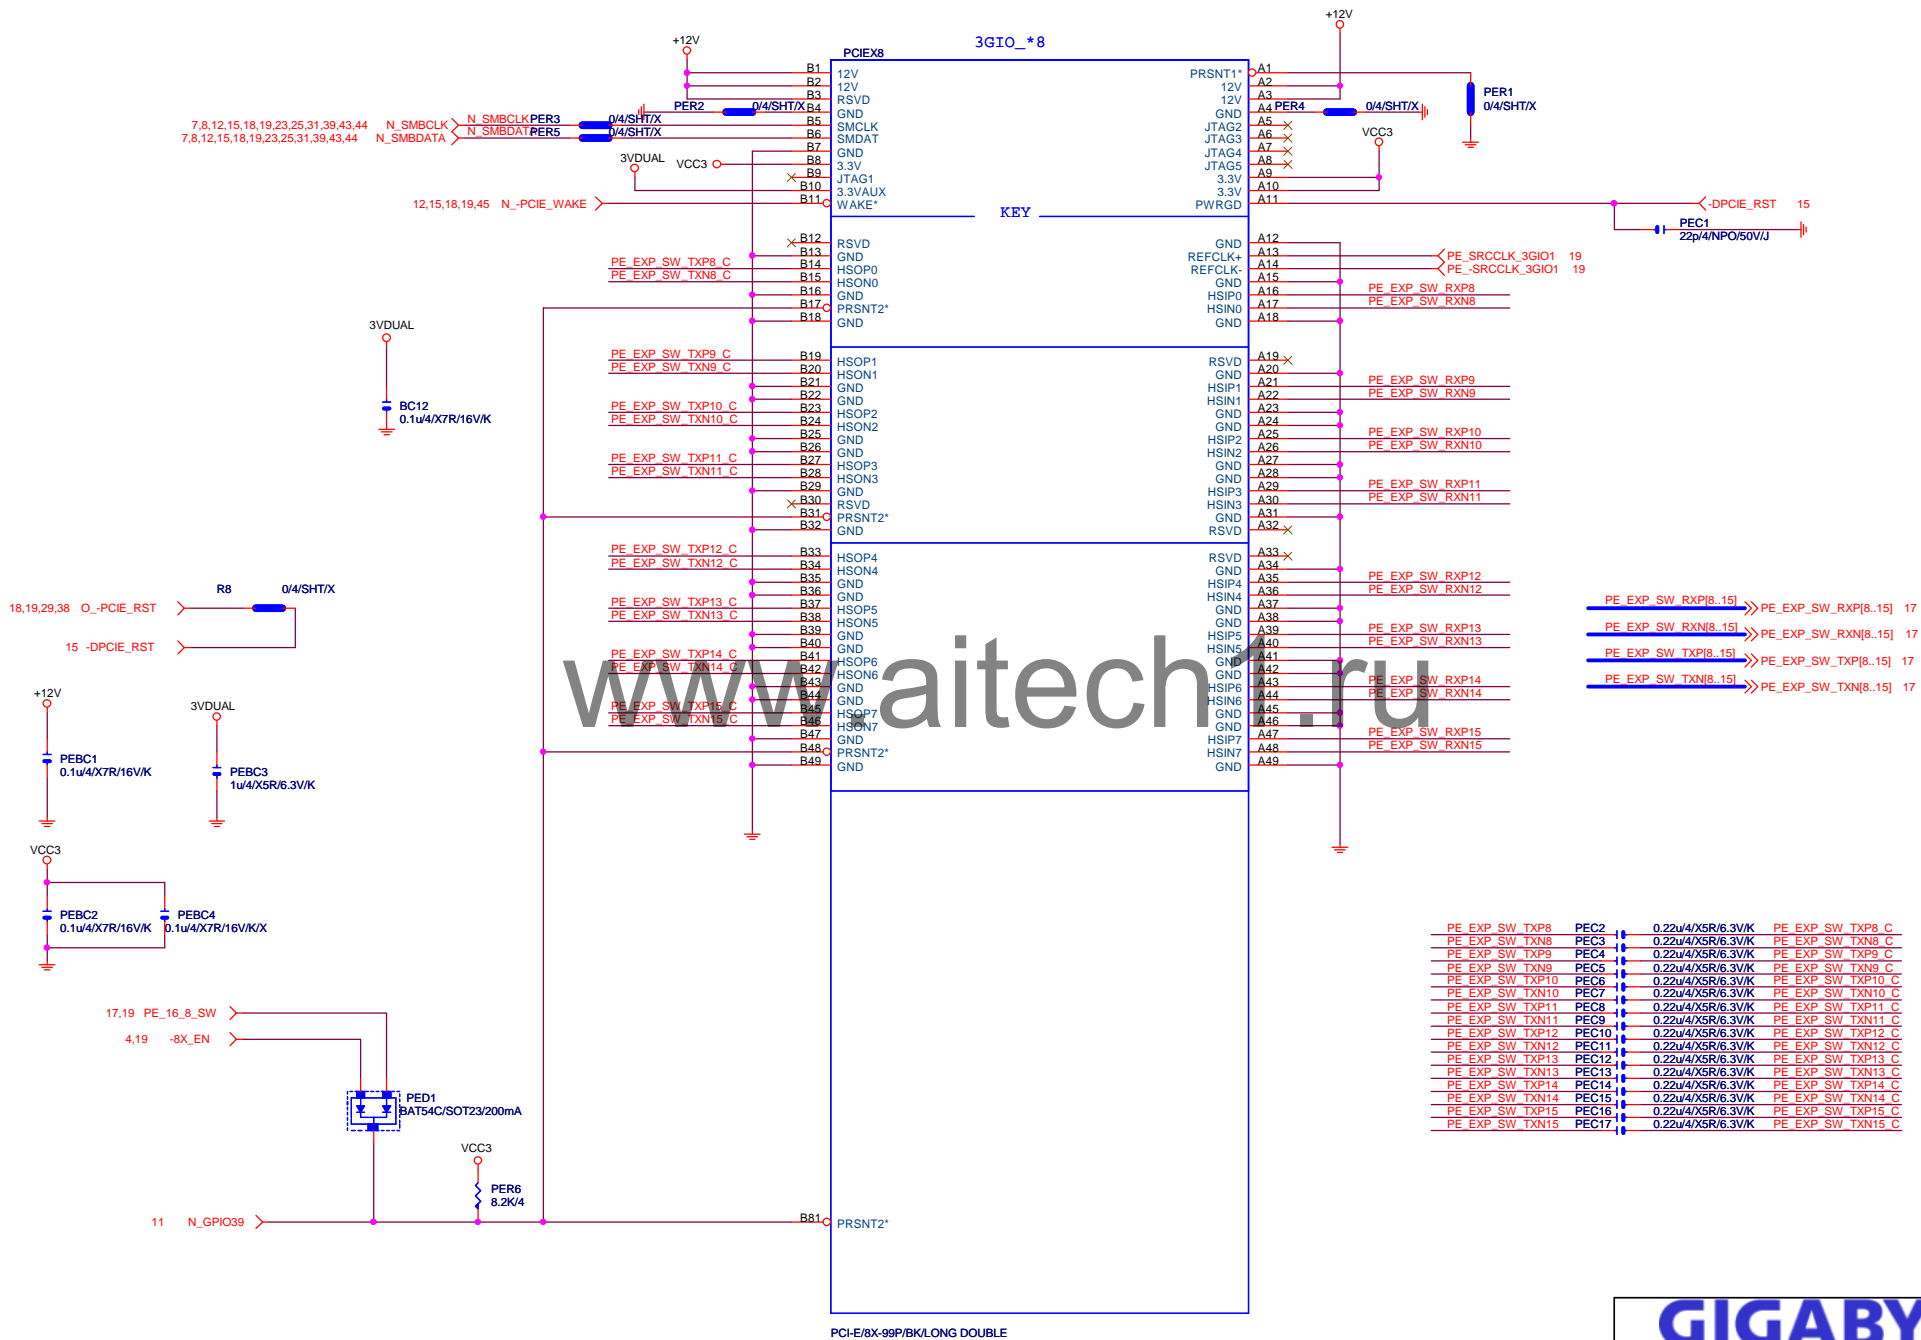 +12V
+12V
3GIO_*8
PCIEX8
B1 12V
B2 12V
B3 RSVD
B4 GND
B5 SMCLK
B6 SMDAT
B7 GND
B8 3.3V
B9 JTAG1
B10 3.3VAUX
B11 WAKE*
PRSNT1* A1
12V A2
12V A3
GND A4
JTAG2 A5
JTAG3 A6
JTAG4 A7
JTAG5 A8
3.3V A9
3.3V A10
PWRGD A11
PER2 0/4/SHT/X
PER4 0/4/SHT/X
PER1
0/4/SHT/X
7,8,12,15,18,19,23,25,31,39,43,44 N_SMBCLK N_SMBCLK PER3 0/4/SHT/X
7,8,12,15,18,19,23,25,31,39,43,44 N_SMBDATA N_SMBDATA PER5 0/4/SHT/X
3VDUAL VCC3
VCC3
12,15,18,19,45 N_-PCIE_WAKE
-DPCIE_RST 15
PEC1
22p/4/NPO/50V/J
KEY
B12 RSVD
B13 GND
PE_EXP_SW_TXP8_C B14 HSOP0
PE_EXP_SW_TXN8_C B15 HSON0
B16 GND
B17 PRSNT2*
B18 GND
GND A12
REFCLK+ A13 PE_SRCCLK_3GIO1 19
REFCLK- A14 PE_-SRCCLK_3GIO1 19
GND A15
HSIP0 A16 PE_EXP_SW_RXP8
HSIN0 A17 PE_EXP_SW_RXN8
GND A18
PE_EXP_SW_TXP9_C B19 HSOP1
PE_EXP_SW_TXN9_C B20 HSON1
B21 GND
B22 GND
PE_EXP_SW_TXP10_C B23 HSOP2
PE_EXP_SW_TXN10_C B24 HSON2
B25 GND
B26 GND
PE_EXP_SW_TXP11_C B27 HSOP3
PE_EXP_SW_TXN11_C B28 HSON3
B29 GND
B30 RSVD
B31 PRSNT2*
B32 GND
RSVD A19
GND A20
HSIP1 A21 PE_EXP_SW_RXP9
HSIN1 A22 PE_EXP_SW_RXN9
GND A23
GND A24
HSIP2 A25 PE_EXP_SW_RXP10
HSIN2 A26 PE_EXP_SW_RXN10
GND A27
GND A28
HSIP3 A29 PE_EXP_SW_RXP11
HSIN3 A30 PE_EXP_SW_RXN11
GND A31
RSVD A32
PE_EXP_SW_TXP12_C B33 HSOP4
PE_EXP_SW_TXN12_C B34 HSON4
B35 GND
B36 GND
PE_EXP_SW_TXP13_C B37 HSOP5
PE_EXP_SW_TXN13_C B38 HSON5
B39 GND
B40 GND
PE_EXP_SW_TXP14_C B41 HSOP6
PE_EXP_SW_TXN14_C B42 HSON6
B43 GND
B44 GND
PE_EXP_SW_TXP15_C B45 HSOP7
PE_EXP_SW_TXN15_C B46 HSON7
B47 GND
B48 PRSNT2*
B49 GND
RSVD A33
GND A34
HSIP4 A35 PE_EXP_SW_RXP12
HSIN4 A36 PE_EXP_SW_RXN12
GND A37
GND A38
HSIP5 A39 PE_EXP_SW_RXP13
HSIN5 A40 PE_EXP_SW_RXN13
GND A41
GND A42
HSIP6 A43 PE_EXP_SW_RXP14
HSIN6 A44 PE_EXP_SW_RXN14
GND A45
GND A46
HSIP7 A47 PE_EXP_SW_RXP15
HSIN7 A48 PE_EXP_SW_RXN15
GND A49
www.aitech1.ru
3VDUAL
BC12
0.1u/4/X7R/16V/K
R8 0/4/SHT/X
18,19,29,38 O_-PCIE_RST
15 -DPCIE_RST
+12V
PEBC1
0.1u/4/X7R/16V/K
3VDUAL
PEBC3
1u/4/X5R/6.3V/K
VCC3
PEBC2
0.1u/4/X7R/16V/K
PEBC4
0.1u/4/X7R/16V/K/X
PE_EXP_SW_RXP[8..15] PE_EXP_SW_RXP[8..15] 17
PE_EXP_SW_RXN[8..15] PE_EXP_SW_RXN[8..15] 17
PE_EXP_SW_TXP[8..15] PE_EXP_SW_TXP[8..15] 17
PE_EXP_SW_TXN[8..15] PE_EXP_SW_TXN[8..15] 17
PE_EXP_SW_TXP8 PEC2 0.22u/4/X5R/6.3V/K PE_EXP_SW_TXP8_C
PE_EXP_SW_TXN8 PEC3 0.22u/4/X5R/6.3V/K PE_EXP_SW_TXN8_C
PE_EXP_SW_TXP9 PEC4 0.22u/4/X5R/6.3V/K PE_EXP_SW_TXP9_C
PE_EXP_SW_TXN9 PEC5 0.22u/4/X5R/6.3V/K PE_EXP_SW_TXN9_C
PE_EXP_SW_TXP10 PEC6 0.22u/4/X5R/6.3V/K PE_EXP_SW_TXP10_C
PE_EXP_SW_TXN10 PEC7 0.22u/4/X5R/6.3V/K PE_EXP_SW_TXN10_C
PE_EXP_SW_TXP11 PEC8 0.22u/4/X5R/6.3V/K PE_EXP_SW_TXP11_C
PE_EXP_SW_TXN11 PEC9 0.22u/4/X5R/6.3V/K PE_EXP_SW_TXN11_C
PE_EXP_SW_TXP12 PEC10 0.22u/4/X5R/6.3V/K PE_EXP_SW_TXP12_C
PE_EXP_SW_TXN12 PEC11 0.22u/4/X5R/6.3V/K PE_EXP_SW_TXN12_C
PE_EXP_SW_TXP13 PEC12 0.22u/4/X5R/6.3V/K PE_EXP_SW_TXP13_C
PE_EXP_SW_TXN13 PEC13 0.22u/4/X5R/6.3V/K PE_EXP_SW_TXN13_C
PE_EXP_SW_TXP14 PEC14 0.22u/4/X5R/6.3V/K PE_EXP_SW_TXP14_C
PE_EXP_SW_TXN14 PEC15 0.22u/4/X5R/6.3V/K PE_EXP_SW_TXN14_C
PE_EXP_SW_TXP15 PEC16 0.22u/4/X5R/6.3V/K PE_EXP_SW_TXP15_C
PE_EXP_SW_TXN15 PEC17 0.22u/4/X5R/6.3V/K PE_EXP_SW_TXN15_C
17,19 PE_16_8_SW
4,19 -8X_EN
PED1
BAT54C/SOT23/200mA
VCC3
PER6
8.2K/4
11 N_GPIO39
B81 PRSNT2*
PCI-E/8X-99P/BK/LONG DOUBLE
GIGABY